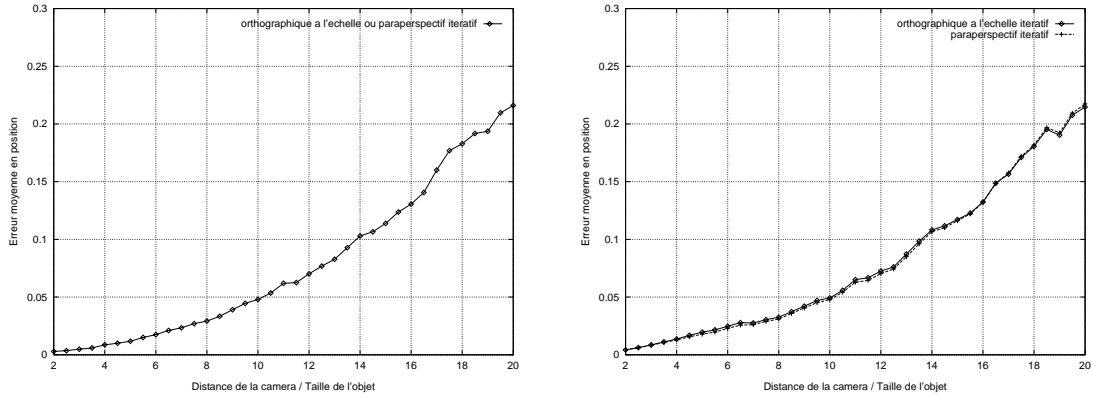 0.3
0.25
0.2
0.15
0.1
0.05
0
2 4 6 8 10 12 14 16 18 20
Erreur moyenne en position
Distance de la camera / Taille de l'objet
orthographique a l'echelle ou paraperspectif iteratif
0.3
0.25
0.2
0.15
0.1
0.05
0
2 4 6 8 10 12 14 16 18 20
Erreur moyenne en position
Distance de la camera / Taille de l'objet
orthographique a l'echelle iteratif
paraperspectif iteratif